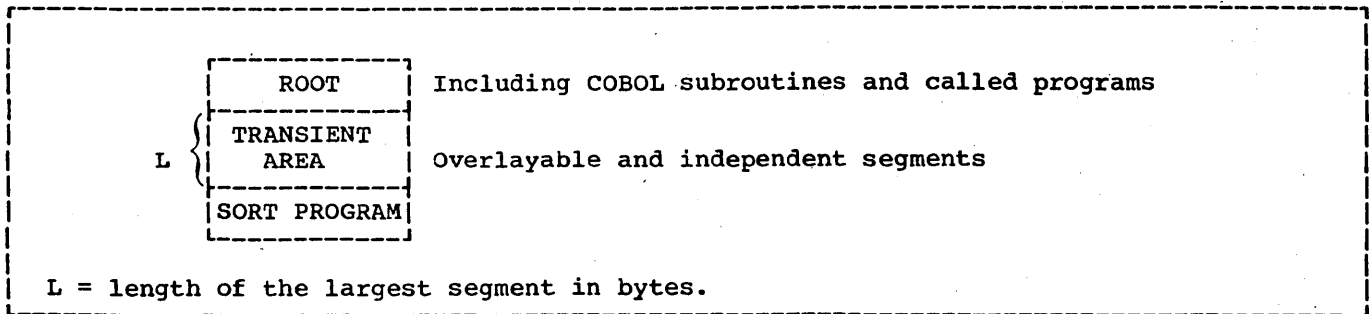 ROOT Including COBOL subroutines and called programs
TRANSIENT
L AREA Overlayable and independent segments
SORT PROGRAM
L = length of the largest segment in bytes.